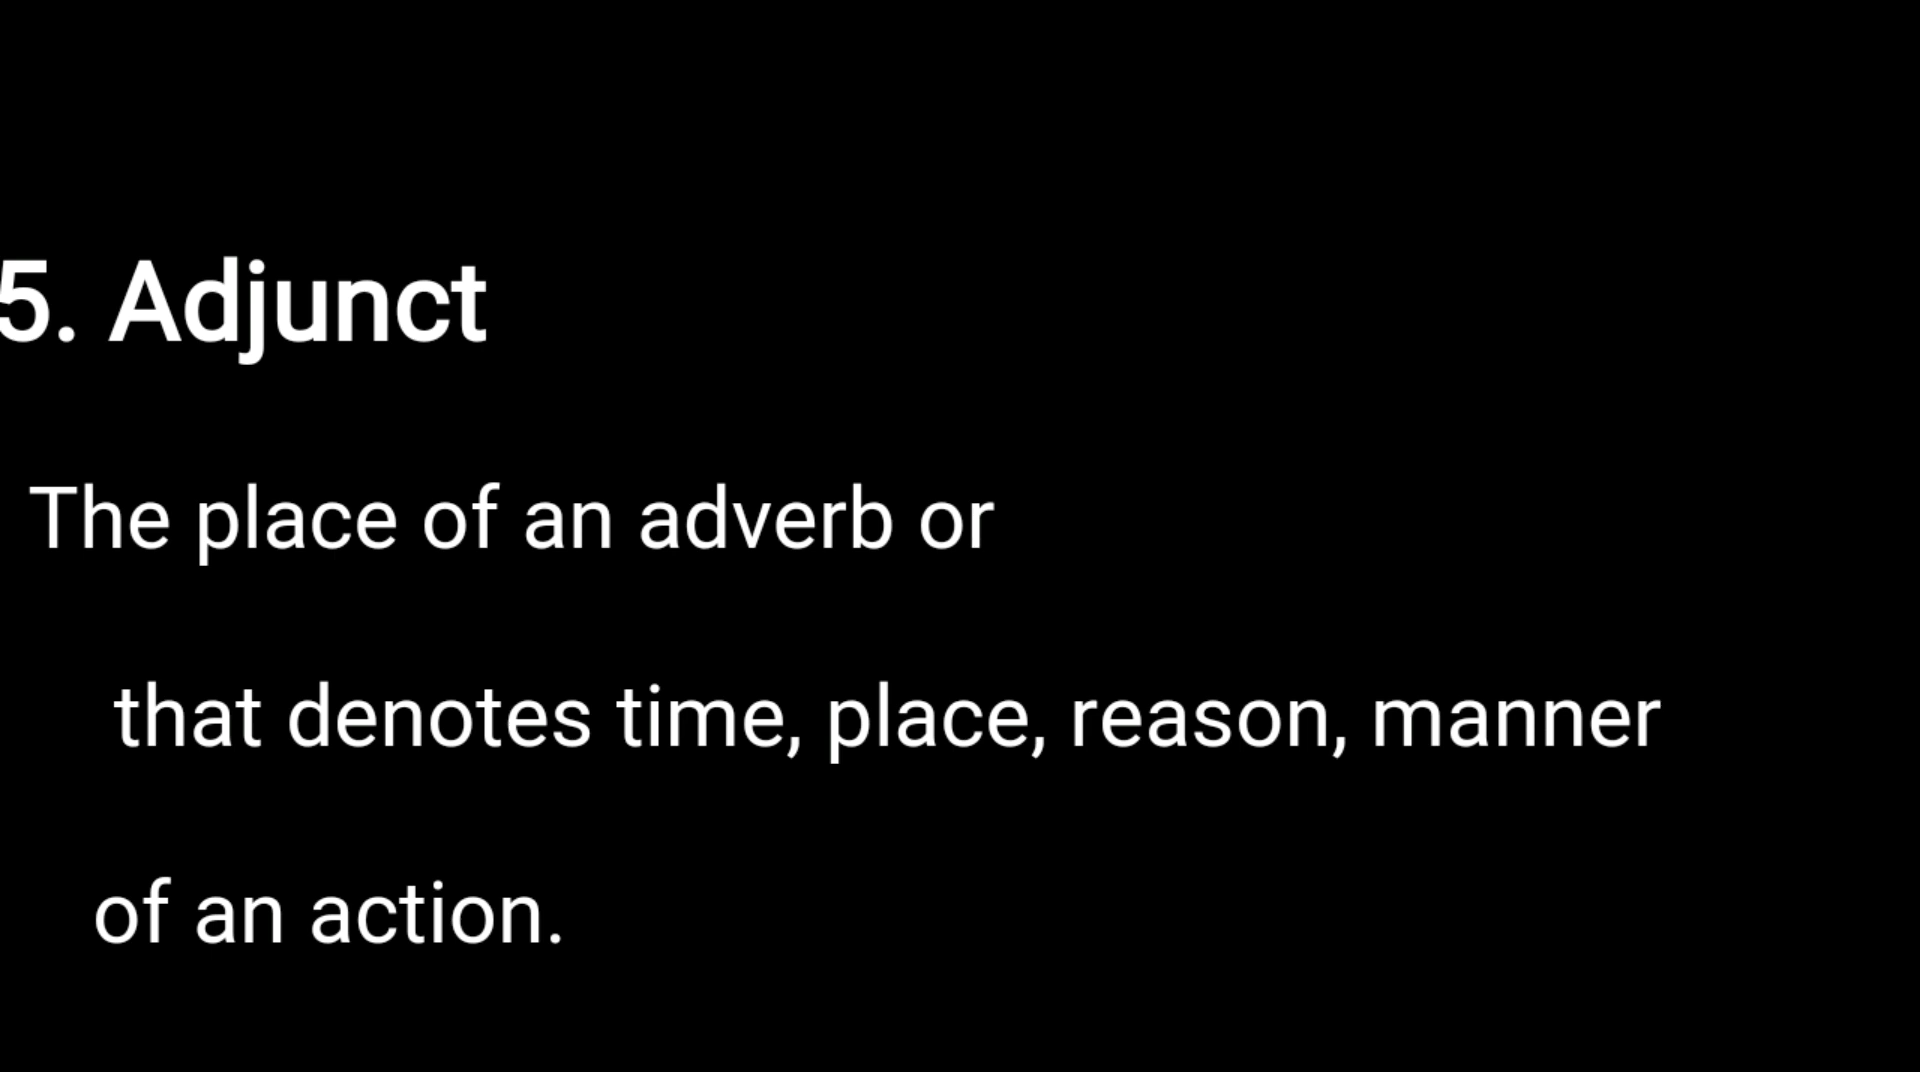 5. Adjunct
The place of an adverb or
that denotes time, place, reason, manner
of an action.